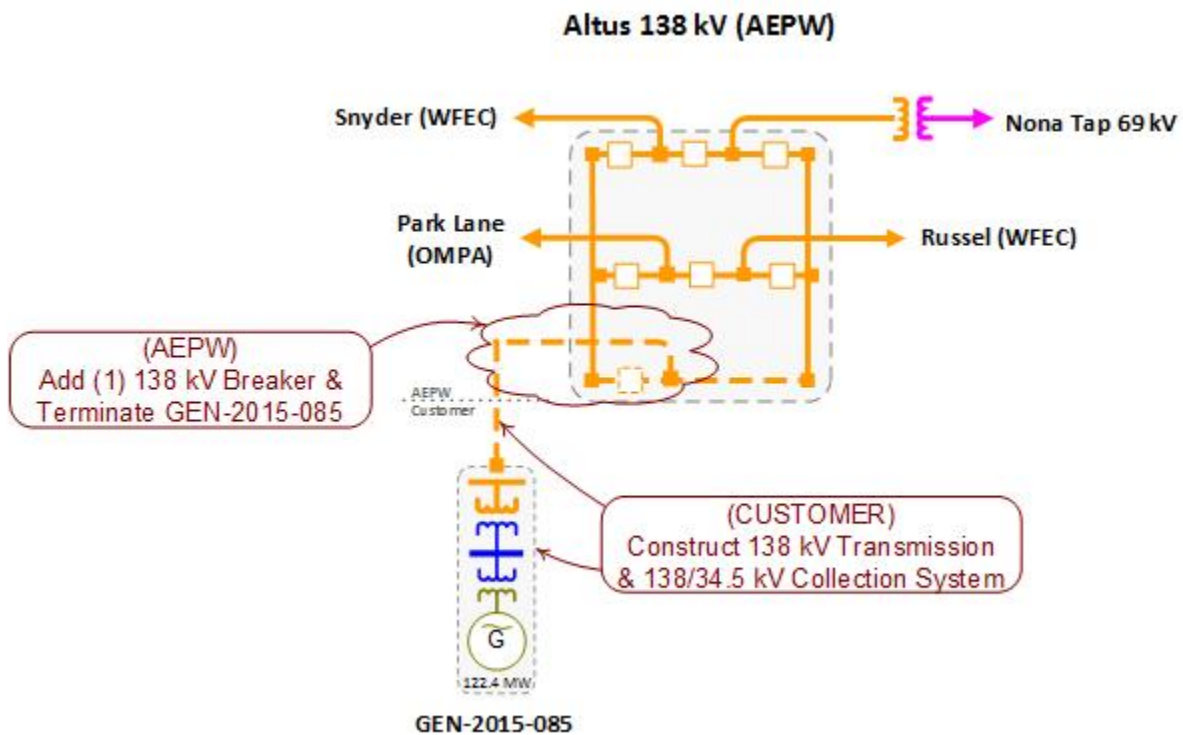 Altus 138 kV (AEPW)
Snyder (WFEC)
Nona Tap 69 kV
Park Lane
(OMPA)
Russel (WFEC)
(AEPW)
Add (1) 138 kV Breaker &
Terminate GEN-2015-085
AEPW
Customer
(CUSTOMER)
Construct 138 kV Transmission
& 138/34.5 kV Collection System
G
122.4 MW
GEN-2015-085